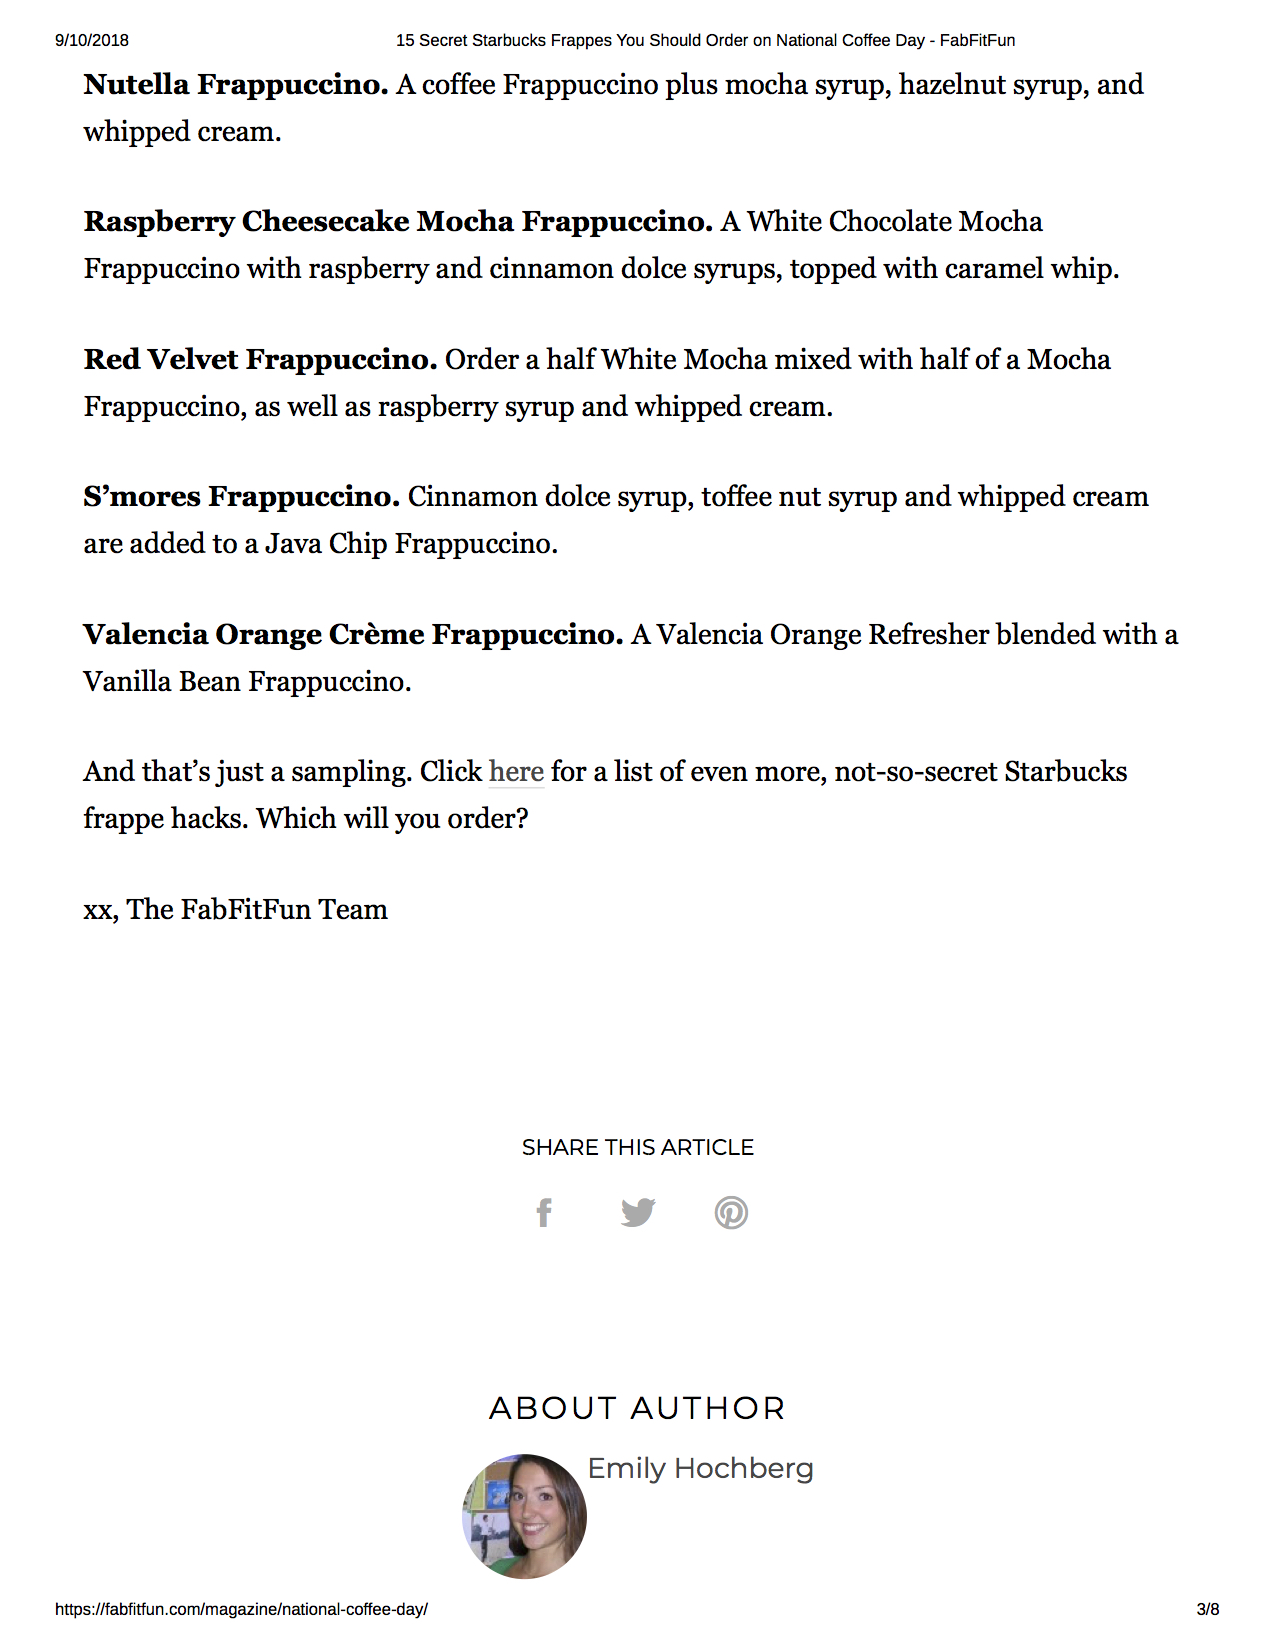 9/10/2018 15 Secret Starbucks Frappes You Should Order on National Coffee Day - FabFitFun
Nutella Frappuccino. A coffee Frappuccino plus mocha syrup, hazelnut syrup, and
whipped cream.
Raspberry Cheesecake Mocha Frappuccino. A White Chocolate Mocha
Frappuccino with raspberry and cinnamon dolce syrups, topped with caramel whip.
Red Velvet Frappuccino. Order a half White Mocha mixed with half of a Mocha
Frappuccino, as well as raspberry syrup and whipped cream.
S’mores Frappuccino. Cinnamon dolce syrup, toffee nut syrup and whipped cream
are added to a Java Chip Frappuccino.
Valencia Orange Crème Frappuccino. A Valencia Orange Refresher blended with a
Vanilla Bean Frappuccino.
And that’s just a sampling. Click here for a list of even more, not-so-secret Starbucks
frappe hacks. Which will you order?
xx, The FabFitFun Team
SHARE THIS ARTICLE
ABOUT AUTHOR
Emily Hochberg
https://fabfitfun.com/magazine/national-coffee-day/ 3/8